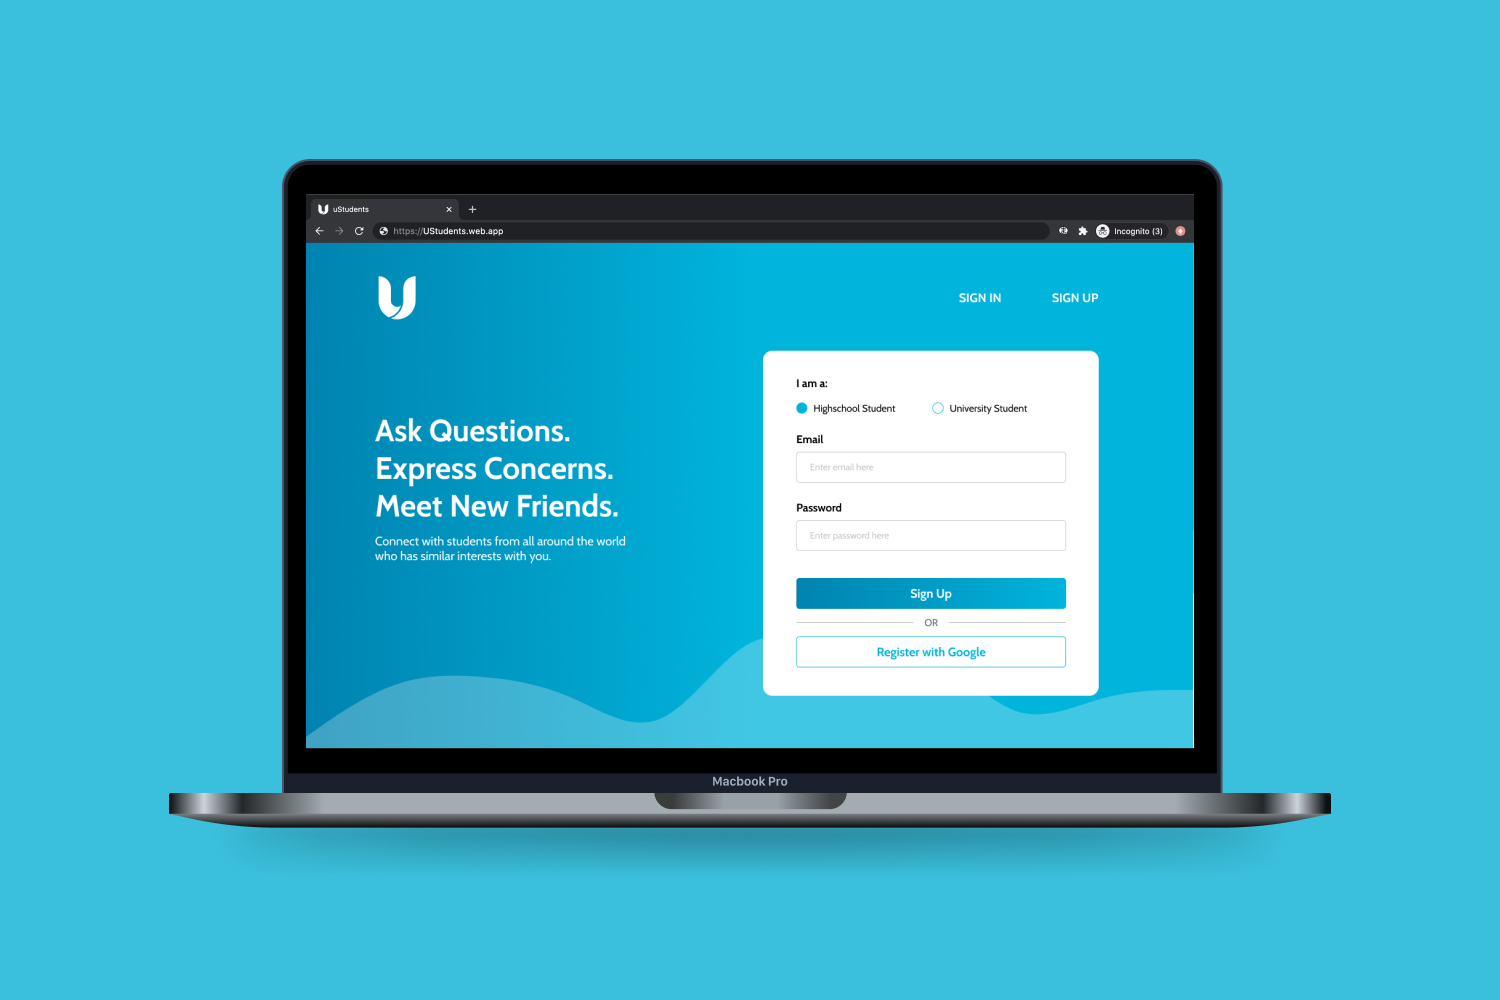 uStudents
https://UStudents.web.app
Incognito (3)
SIGN IN
SIGN UP
Ask Questions.
Express Concerns.
Meet New Friends.
Connect with students from all around the world
who has similar interests with you.
I am a:
Highschool Student
University Student
Email
Enter email here
Password
Enter password here
Sign Up
OR
Register with Google
Macbook Pro